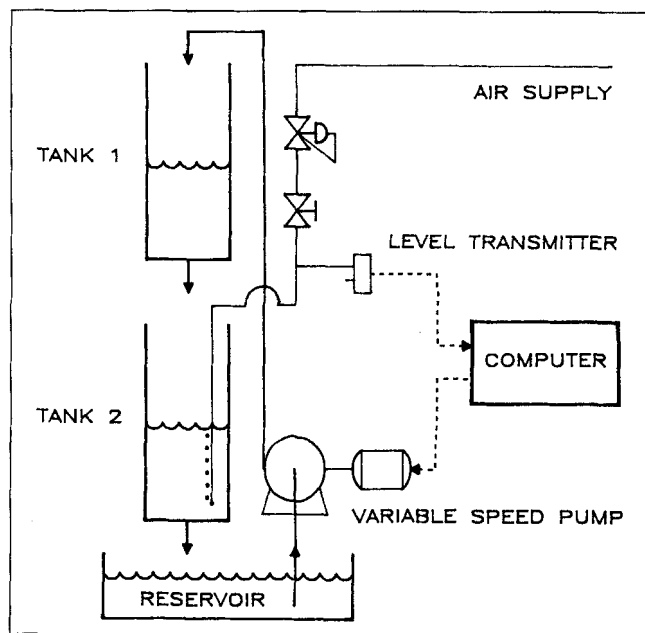 AIR SUPPLY
TANK 1
LEVEL TRANSMITTER
COMPUTER
TANK 2
VARIABLE SPEED PUMP
RESERVOIR